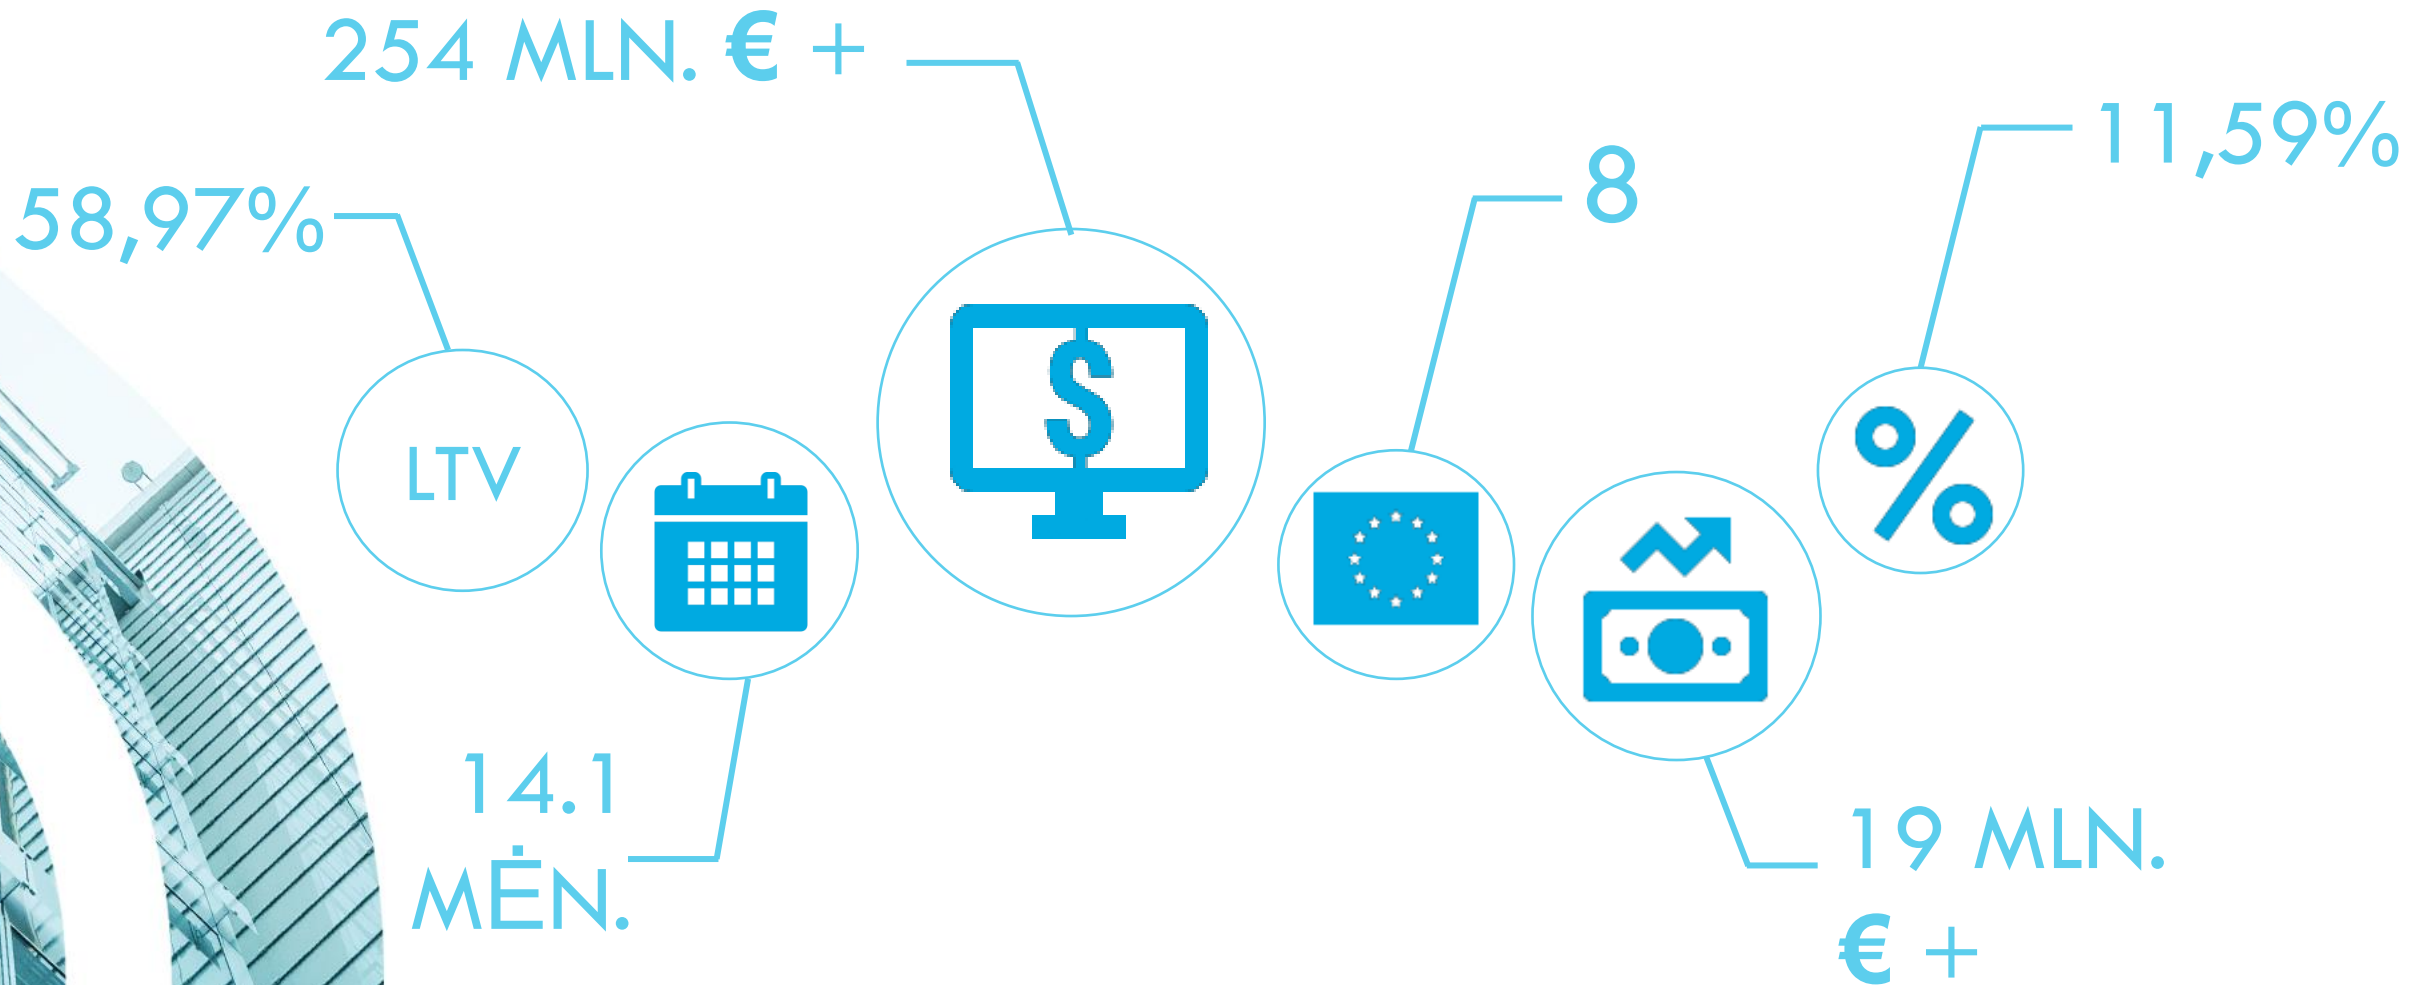 254 MLN. € +
11,59%
8
58,97%
LTV
14.1
MĖN.
19 MLN.
€ +